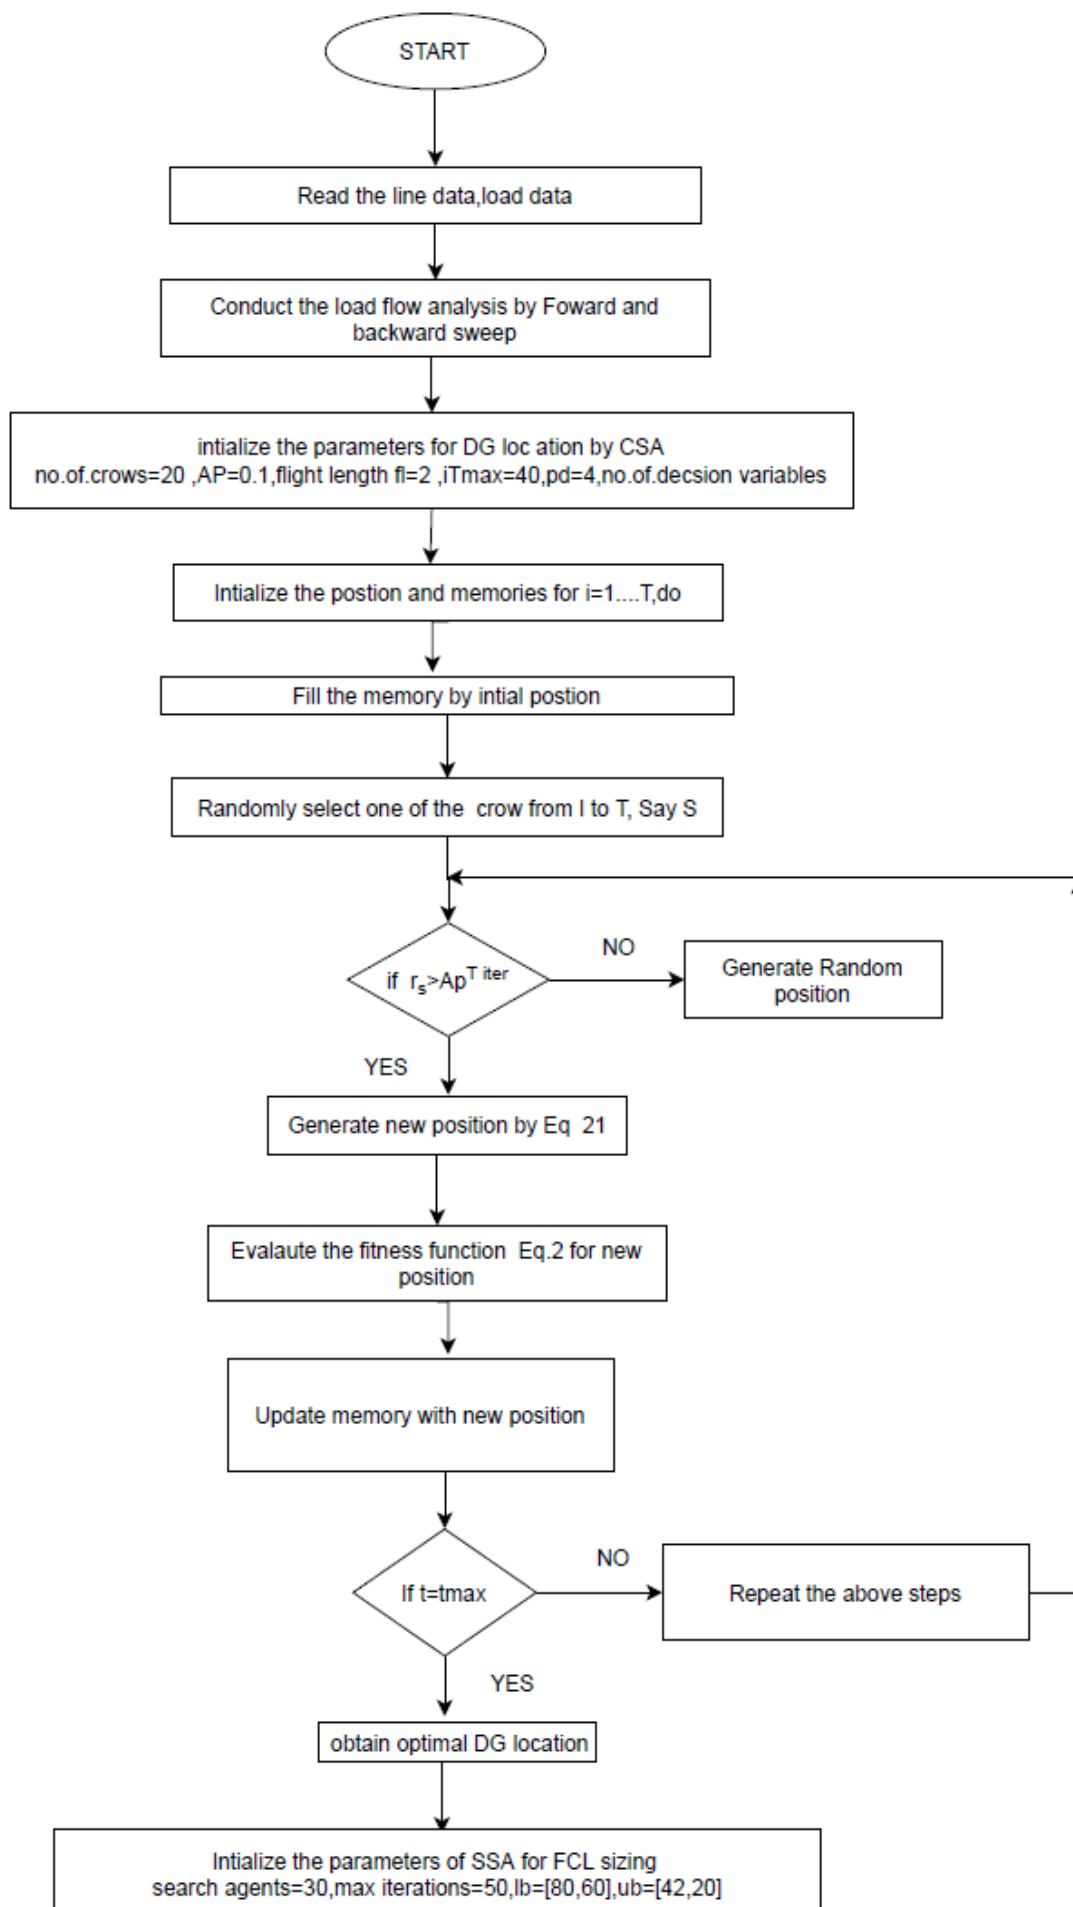 START
Read the line data,load data
Conduct the load flow analysis by Foward and
backward sweep
intialize the parameters for DG loc ation by CSA
no.of.crows=20 ,AP=0.1,flight length fl=2 ,iTmax=40,pd=4,no.of.decsion variables
Intialize the postion and memories for i=1....T,do
Fill the memory by intial postion
Randomly select one of the crow from I to T, Say S
if r_s>Ap^T iter
NO
Generate Random
position
YES
Generate new position by Eq 21
Evalaute the fitness function Eq.2 for new
position
Update memory with new position
If t=tmax
NO
Repeat the above steps
YES
obtain optimal DG location
Intialize the parameters of SSA for FCL sizing
search agents=30,max iterations=50,lb=[80,60],ub=[42,20]